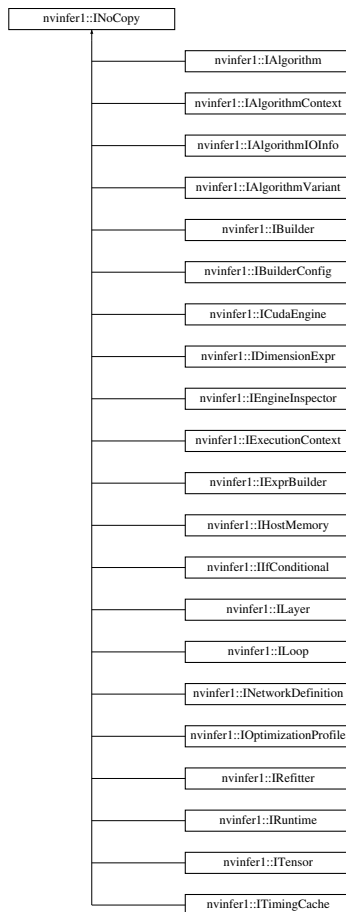 nvinfer1::INoCopy
nvinfer1::IAlgorithm
nvinfer1::IAlgorithmContext
nvinfer1::IAlgorithmIOInfo
nvinfer1::IAlgorithmVariant
nvinfer1::IBuilder
nvinfer1::IBuilderConfig
nvinfer1::ICudaEngine
nvinfer1::IDimensionExpr
nvinfer1::IEngineInspector
nvinfer1::IExecutionContext
nvinfer1::IExprBuilder
nvinfer1::IHostMemory
nvinfer1::IIfConditional
nvinfer1::ILayer
nvinfer1::ILoop
nvinfer1::INetworkDefinition
nvinfer1::IOptimizationProfile
nvinfer1::IRefitter
nvinfer1::IRuntime
nvinfer1::ITensor
nvinfer1::ITimingCache